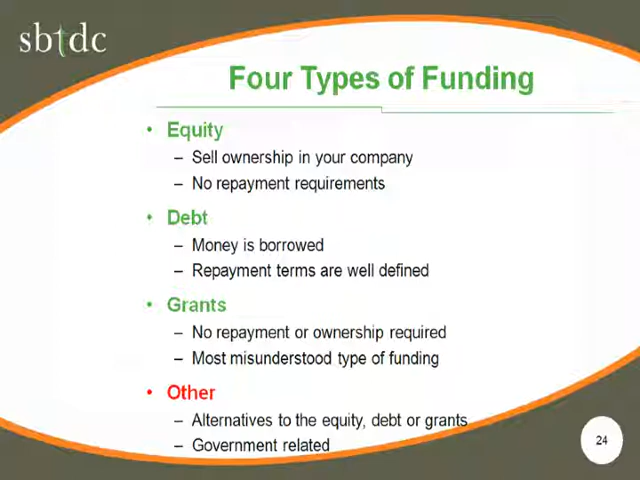 sbtdc
Four Types of Funding
• Equity
– Sell ownership in your company
– No repayment requirements
• Debt
– Money is borrowed
– Repayment terms are well defined
• Grants
– No repayment or ownership required
– Most misunderstood type of funding
• Other
– Alternatives to the equity, debt or grants
– Government related
24